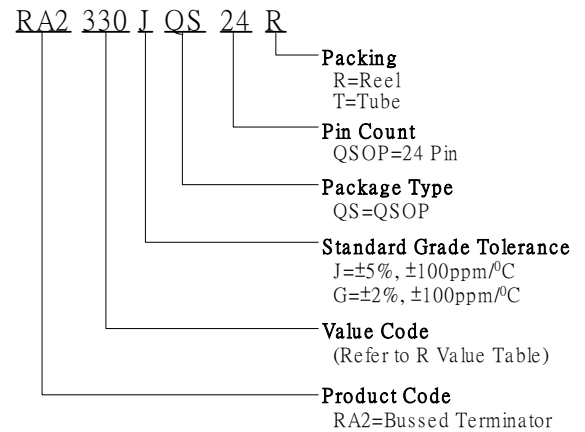 RA2 330 J QS 24 R
Packing
R=Reel
T=Tube
Pin Count
QSOP=24 Pin
Package Type
QS=QSOP
Standard Grade Tolerance
J=±5%, ±100ppm/⁰C
G=±2%, ±100ppm/⁰C
Value Code
(Refer to R Value Table)
Product Code
RA2=Bussed Terminator